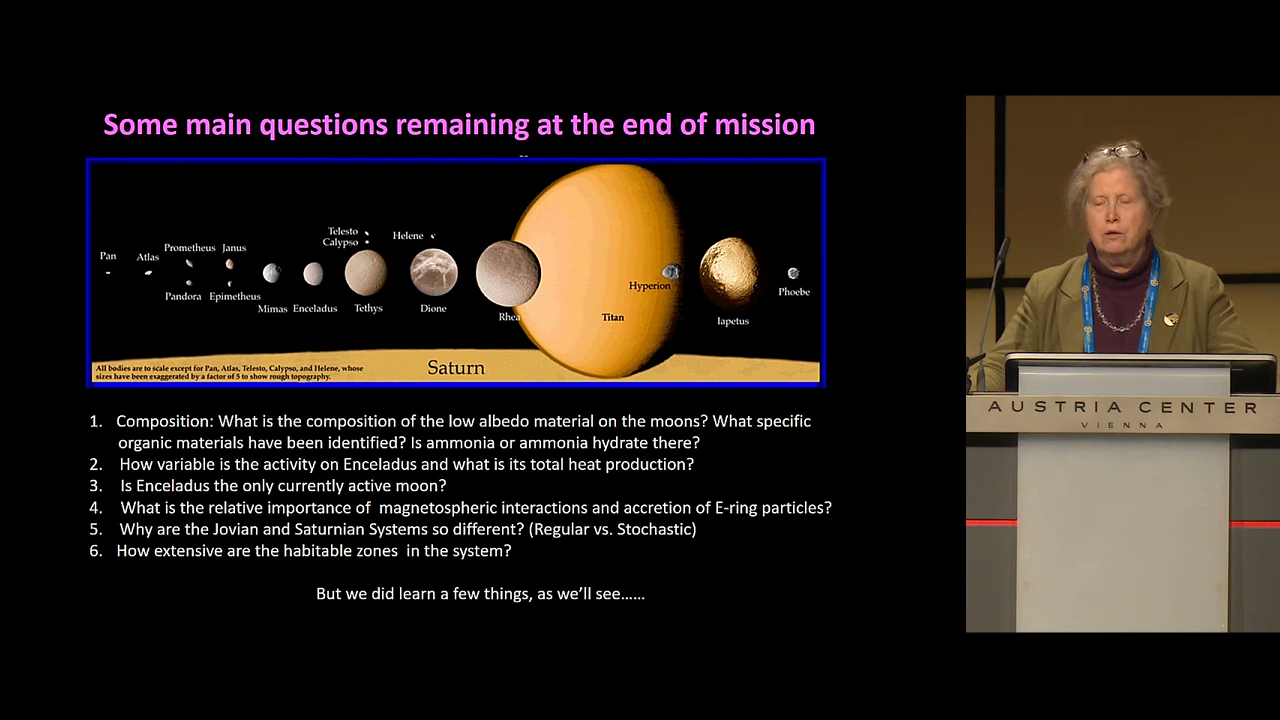 Some main questions remaining at the end of mission
Pan
Atlas
Prometheus
Janus
Pandora
Epimetheus
Mimas
Enceladus
Telesto
Calypso
Tethys
Helene
Dione
Rhea
Titan
Hyperion
Iapetus
Phoebe
All bodies are to scale except for Pan, Atlas, Telesto, Calypso, and Helene, whose
sizes have been exaggerated by a factor of 5 to show rough topography.
Saturn
1. Composition: What is the composition of the low albedo material on the moons? What specific
organic materials have been identified? Is ammonia or ammonia hydrate there?
2. How variable is the activity on Enceladus and what is its total heat production?
3. Is Enceladus the only currently active moon?
4. What is the relative importance of magnetospheric interactions and accretion of E-ring particles?
5. Why are the Jovian and Saturnian Systems so different? (Regular vs. Stochastic)
6. How extensive are the habitable zones in the system?
But we did learn a few things, as we’ll see……
AUSTRIA CENTER
VIENNA